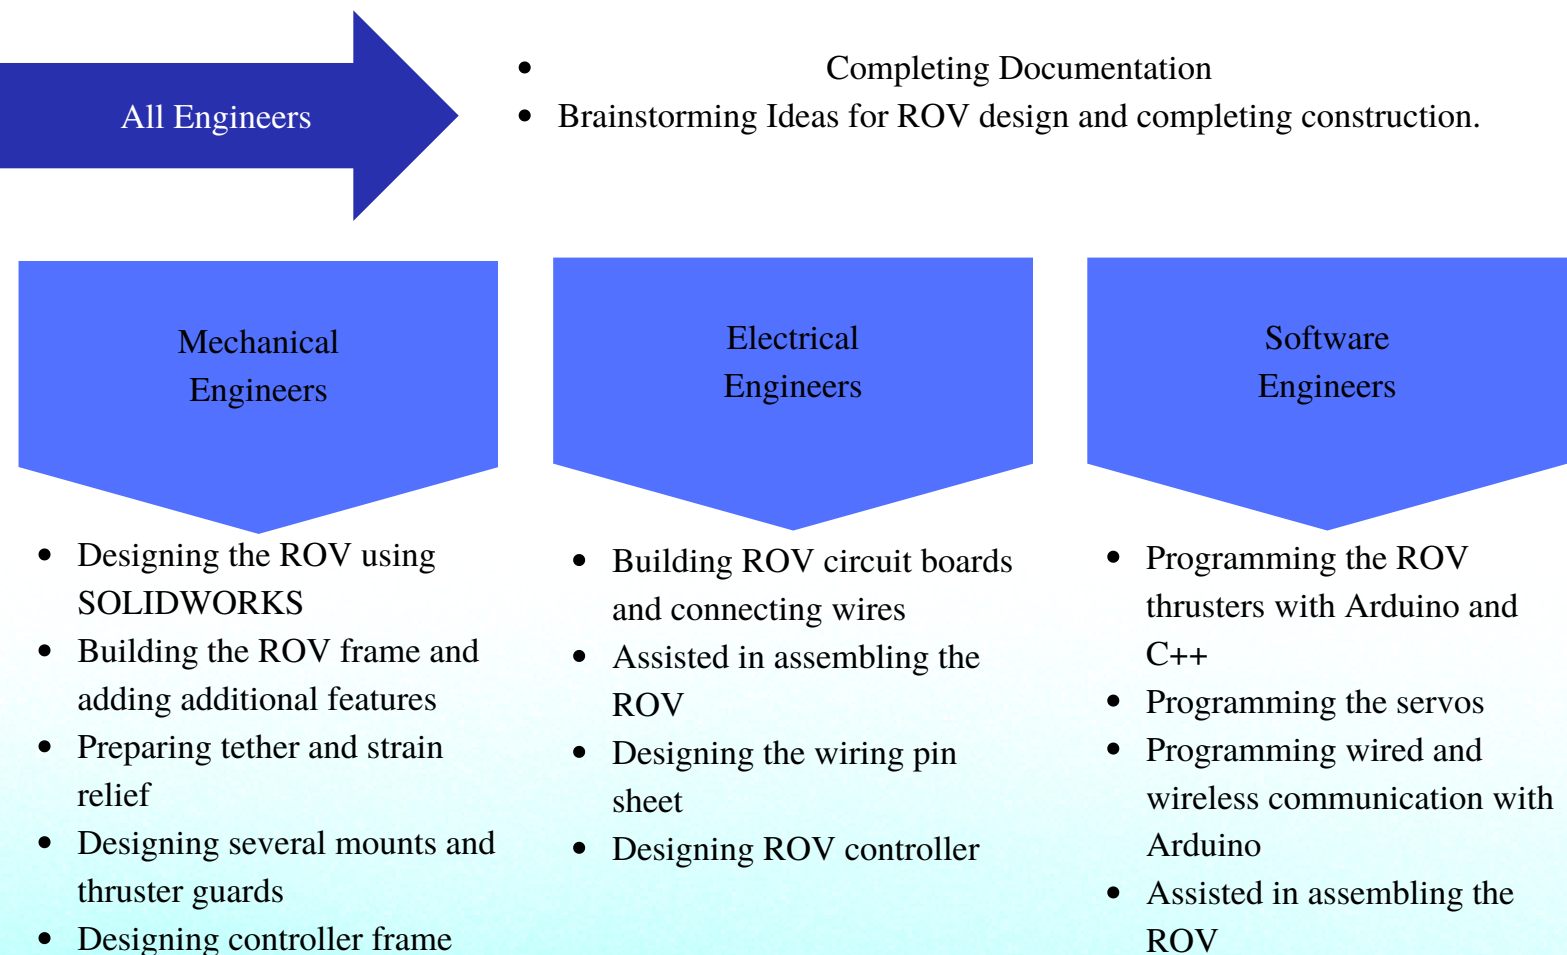 All Engineers
• Completing Documentation
• Brainstorming Ideas for ROV design and completing construction.
Mechanical
Engineers
• Designing the ROV using
SOLIDWORKS
• Building the ROV frame and
adding additional features
• Preparing tether and strain
relief
• Designing several mounts and
thruster guards
• Designing controller frame
Electrical
Engineers
• Building ROV circuit boards
and connecting wires
• Assisted in assembling the
ROV
• Designing the wiring pin
sheet
• Designing ROV controller
Software
Engineers
• Programming the ROV
thrusters with Arduino and
C++
• Programming the servos
• Programming wired and
wireless communication with
Arduino
• Assisted in assembling the
ROV